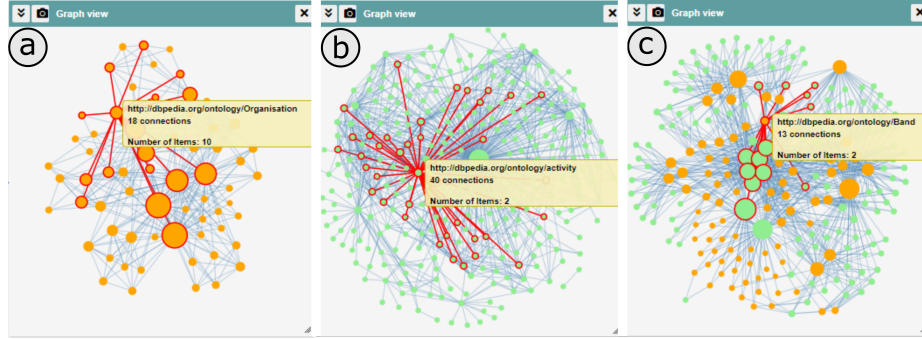 Graph view
a
http://dbpedia.org/ontology/Organisation
18 connections
Number of Items: 10
Graph view
b
http://dbpedia.org/ontology/activity
40 connections
Number of Items: 2
Graph view
c
http://dbpedia.org/ontology/Band
13 connections
Number of Items: 2